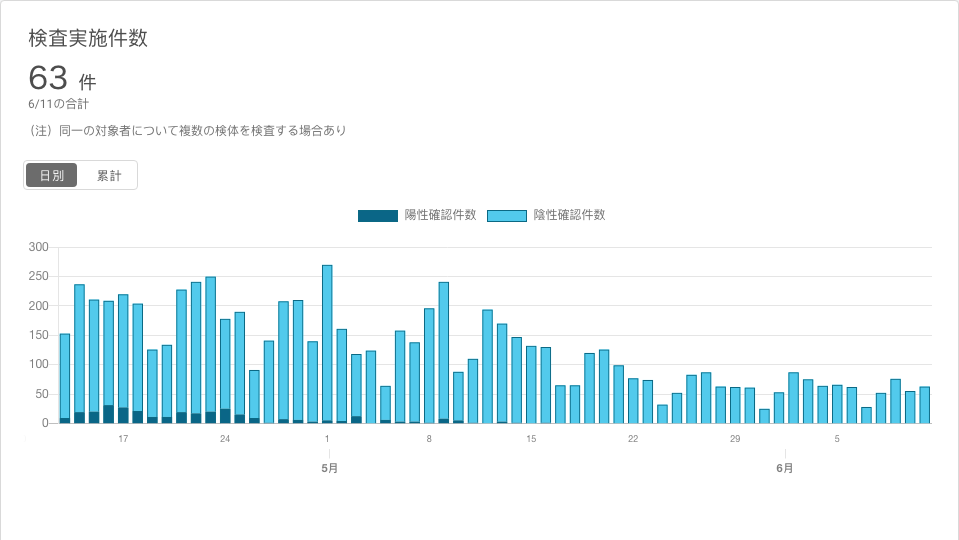 検査実施件数
63 件
6/11の合計
（注）同一の対象者について複数の検体を検査する場合あり
日別 累計
陽性確認件数 陰性確認件数
300
250
200
150
100
50
0
17 24 1 8 15 22 29 5
5月 6月